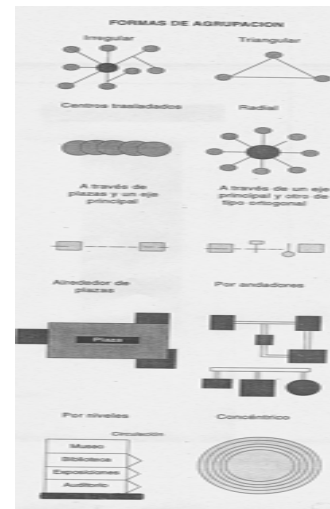 FORMAS DE AGRUPACION
Irregular
Triangular
Centros trasladados
Radial
A través de
plazas y un eje
principal
A través de un eje
principal y otro de
tipo ortogonal
Alrededor de
plazas
Por andadores
Plaza
Por niveles
Concéntrico
Circulación
Museo
Biblioteca
Exposiciones
Auditorio